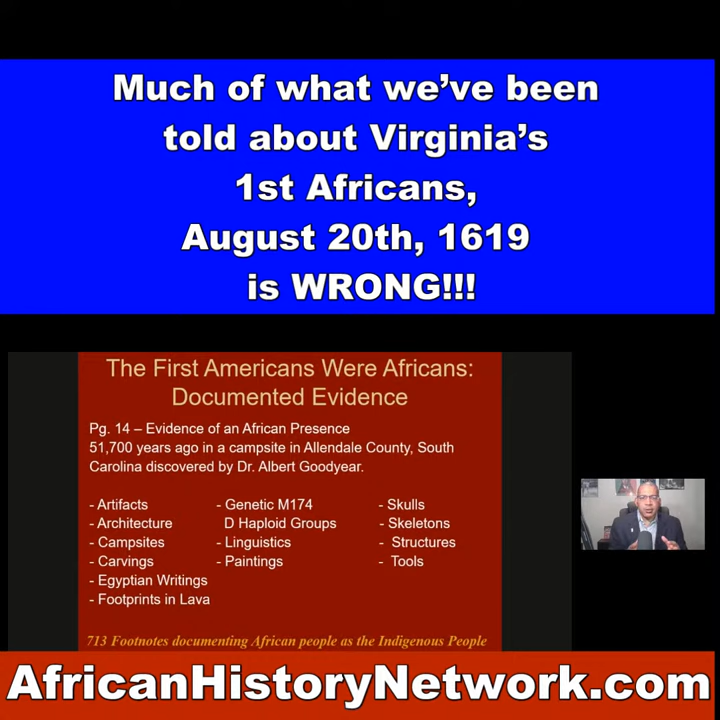 Much of what we've been
told about Virginia's
1st Africans,
August 20th, 1619
is WRONG!!!
The First Americans Were Africans:
Documented Evidence
Pg. 14 – Evidence of an African Presence
51,700 years ago in a campsite in Allendale County, South
Carolina discovered by Dr. Albert Goodyear.
- Artifacts - Genetic M174 - Skulls
- Architecture D Haploid Groups - Skeletons
- Campsites - Linguistics - Structures
- Carvings - Paintings - Tools
- Egyptian Writings
- Footprints in Lava
713 Footnotes documenting African people as the Indigenous People
AfricanHistoryNetwork.com